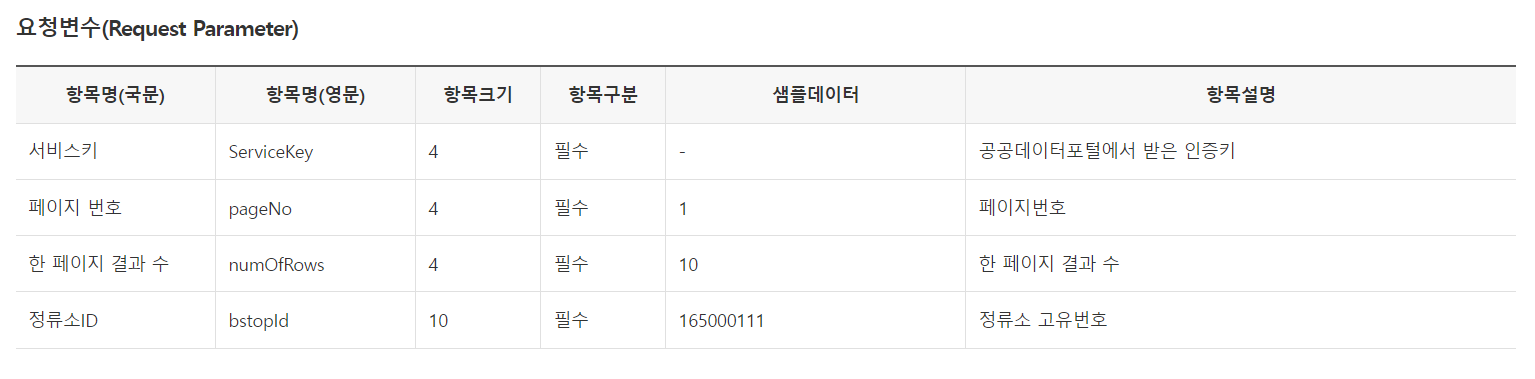 요청변수(Request Parameter)
항목명(국문) 항목명(영문) 항목크기 항목구분 샘플데이터 항목설명
서비스키 ServiceKey 4 필수 - 공공데이터포털에서 받은 인증키
페이지 번호 pageNo 4 필수 1 페이지번호
한 페이지 결과 수 numOfRows 4 필수 10 한 페이지 결과 수
정류소ID bstopId 10 필수 165000111 정류소 고유번호